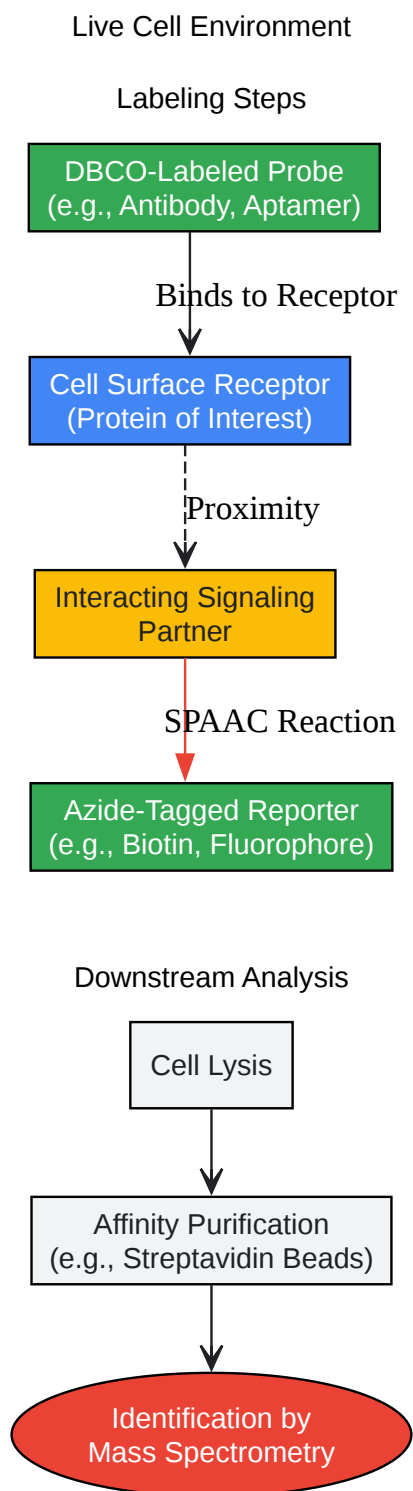 Live Cell Environment
Labeling Steps
DBCO-Labeled Probe
(e.g., Antibody, Aptamer)
Binds to Receptor
Cell Surface Receptor
(Protein of Interest)
Proximity
Interacting Signaling
Partner
SPAAC Reaction
Azide-Tagged Reporter
(e.g., Biotin, Fluorophore)
Downstream Analysis
Cell Lysis
Affinity Purification
(e.g., Streptavidin Beads)
Identification by
Mass Spectrometry